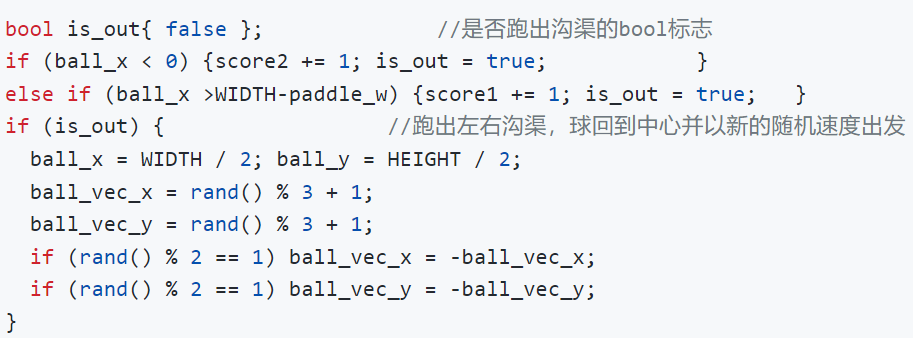 bool is_out{ false };                //是否跑出沟渠的bool标志
if (ball_x < 0) {score2 += 1; is_out = true;             }
else if (ball_x >WIDTH-paddle_w) {score1 += 1; is_out = true;   }
if (is_out) {                   //跑出左右沟渠，球回到中心并以新的随机速度出发
  ball_x = WIDTH / 2; ball_y = HEIGHT / 2;
  ball_vec_x = rand() % 3 + 1;
  ball_vec_y = rand() % 3 + 1;
  if (rand() % 2 == 1) ball_vec_x = -ball_vec_x;
  if (rand() % 2 == 1) ball_vec_y = -ball_vec_y;
}